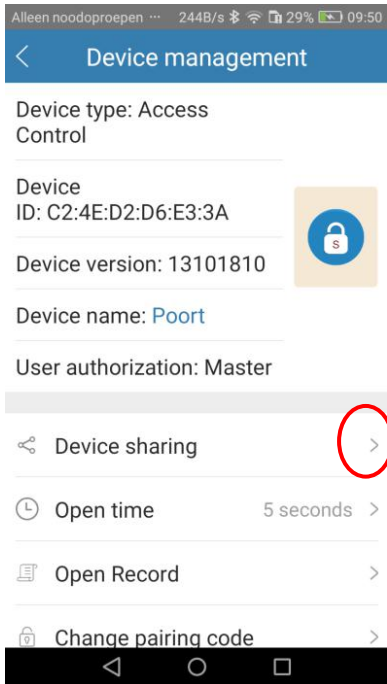 Alleen noodoproepen ··· 244B/s 29% 09:50
Device management
Device type: Access
Control
Device
ID: C2:4E:D2:D6:E3:3A
S
Device version: 13101810
Device name: Poort
User authorization: Master
Device sharing
Open time 5 seconds
Open Record
Change pairing code